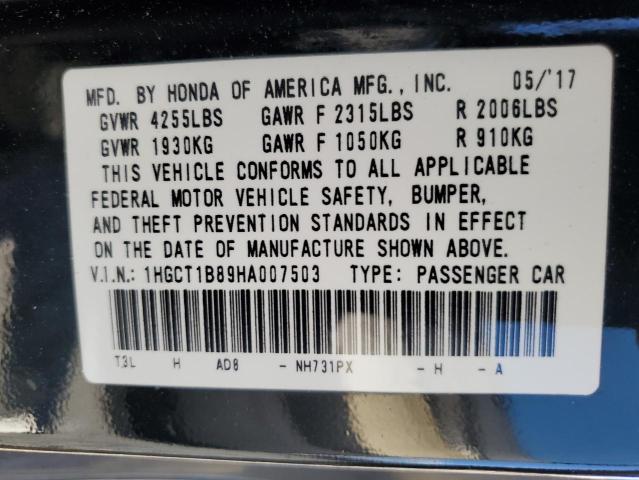 MFD. BY HONDA OF AMERICA MFG., INC. 05/'17
GVWR 4255LBS GAWR F 2315LBS R 2006LBS
GVWR 1930KG GAWR F 1050KG R 910KG
THIS VEHICLE CONFORMS TO ALL APPLICABLE
FEDERAL MOTOR VEHICLE SAFETY, BUMPER,
AND THEFT PREVENTION STANDARDS IN EFFECT
ON THE DATE OF MANUFACTURE SHOWN ABOVE.
V.I.N.: 1HGCT1B89HA007503 TYPE: PASSENGER CAR
T3L H AD8 - NH731PX - H - A